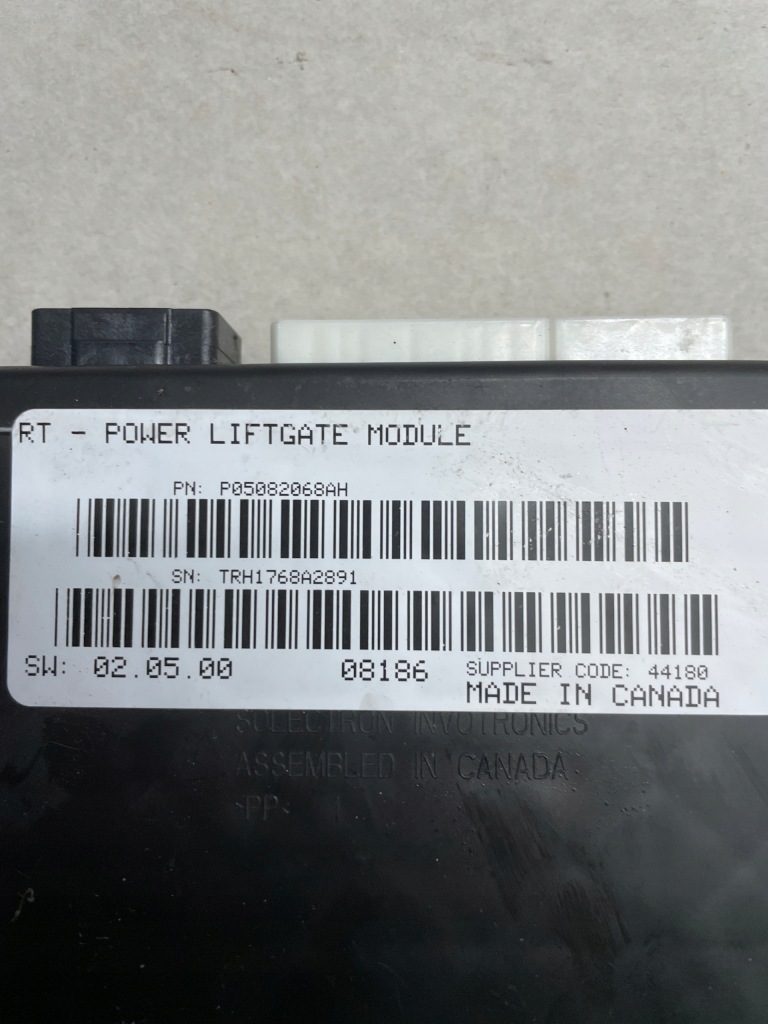 RT - POWER LIFTGATE MODULE
PN: P05082068AH
SN: TRH1768A2891
SW: 02.05.00 08186 SUPPLIER CODE: 44180
MADE IN CANADA
SOLECTRON INVOTRONICS
ASSEMBLED IN CANADA
>PP<